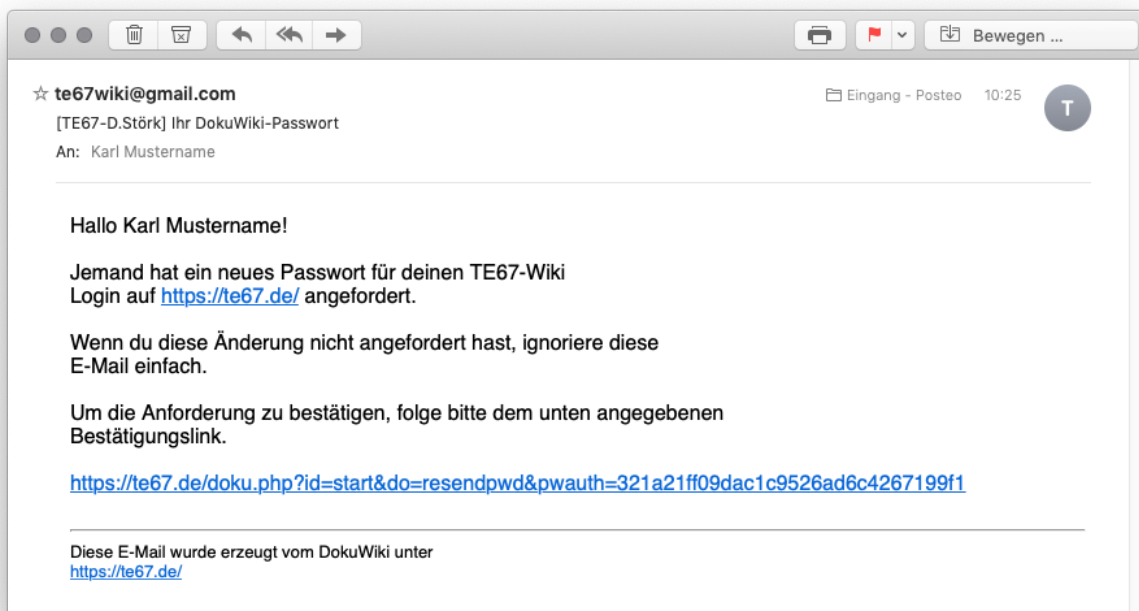 Bewegen ...
te67wiki@gmail.com
Eingang - Posteo 10:25
T
[TE67-D.Störk] Ihr DokuWiki-Passwort
An: Karl Mustername
Hallo Karl Mustername!
Jemand hat ein neues Passwort für deinen TE67-Wiki
Login auf https://te67.de/ angefordert.
Wenn du diese Änderung nicht angefordert hast, ignoriere diese
E-Mail einfach.
Um die Anforderung zu bestätigen, folge bitte dem unten angegebenen
Bestätigungslink.
https://te67.de/doku.php?id=start&do=resendpwd&pwauth=321a21ff09dac1c9526ad6c4267199f1
Diese E-Mail wurde erzeugt vom DokuWiki unter
https://te67.de/